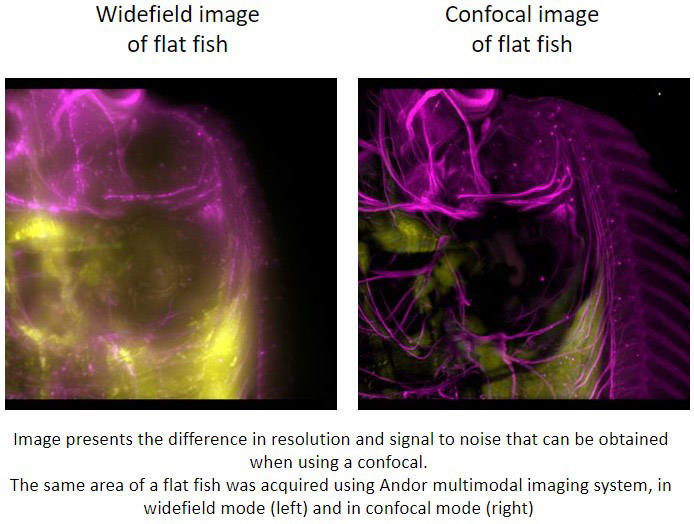 Widefield image
of flat fish
Confocal image
of flat fish
Image presents the difference in resolution and signal to noise that can be obtained
when using a confocal.
The same area of a flat fish was acquired using Andor multimodal imaging system, in
widefield mode (left) and in confocal mode (right)